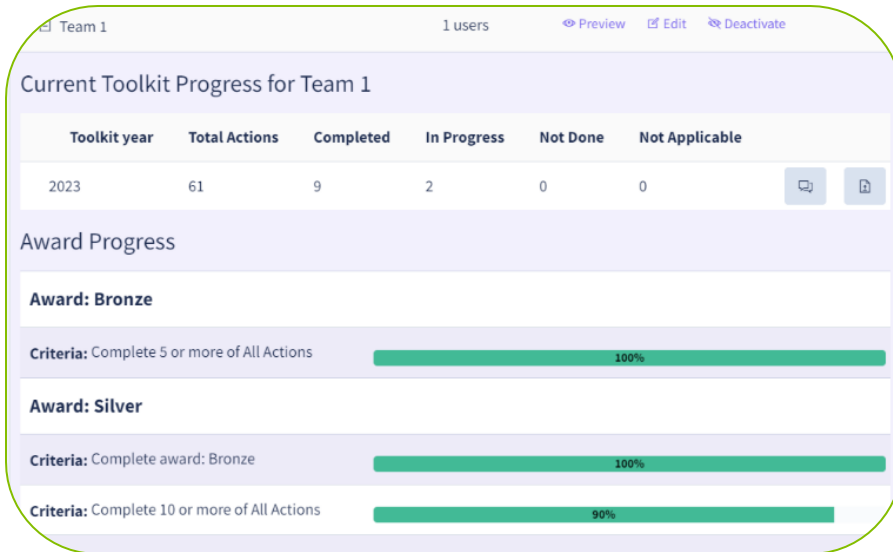 Team 1 1 users Preview Edit Deactivate
Current Toolkit Progress for Team 1
Toolkit year Total Actions Completed In Progress Not Done Not Applicable
2023 61 9 2 0 0
Award Progress
Award: Bronze
Criteria: Complete 5 or more of All Actions 100%
Award: Silver
Criteria: Complete award: Bronze 100%
Criteria: Complete 10 or more of All Actions 90%